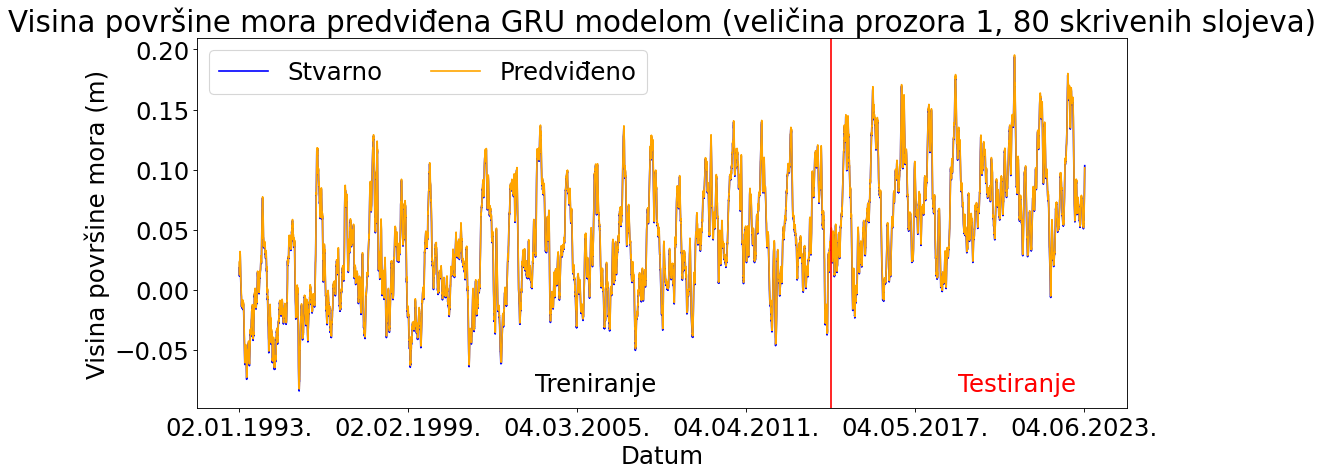 Visina površine mora predviđena GRU modelom (veličina prozora 1, 80 skrivenih slojeva)
Stvarno
Predviđeno
Visina površine mora (m)
0.20
0.15
0.10
0.05
0.00
−0.05
Treniranje
Testiranje
02.01.1993.
02.02.1999.
04.03.2005.
04.04.2011.
04.05.2017.
04.06.2023.
Datum